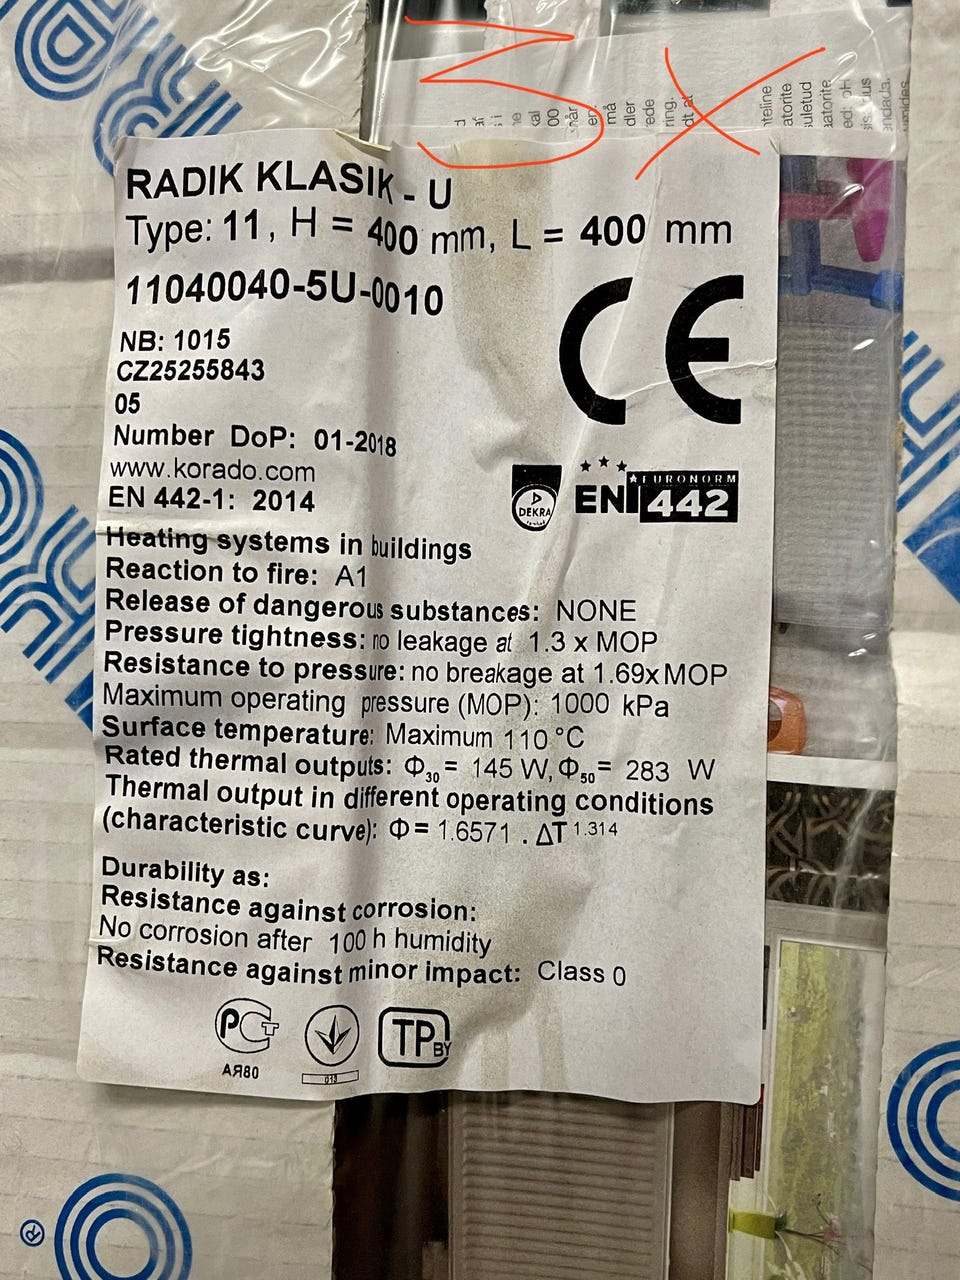 3x
RADIK KLASIK - U
Type: 11, H = 400 mm, L = 400 mm
11040040-5U-0010
NB: 1015
CZ25255843
05
Number DoP: 01-2018
www.korado.com
EN 442-1: 2014
CE
DEKRA
EN 442
EURONORM
Heating systems in buildings
Reaction to fire: A1
Release of dangerous substances: NONE
Pressure tightness: no leakage at 1.3 x MOP
Resistance to pressure: no breakage at 1.69xMOP
Maximum operating pressure (MOP): 1000 kPa
Surface temperature: Maximum 110 °C
Rated thermal outputs: Φ30 = 145 W, Φ50 = 283 W
Thermal output in different operating conditions
(characteristic curve): Φ = 1.6571 . ΔT 1.314
Durability as:
Resistance against corrosion:
No corrosion after 100 h humidity
Resistance against minor impact: Class 0
РСТ
АЯ80
TP BY
®